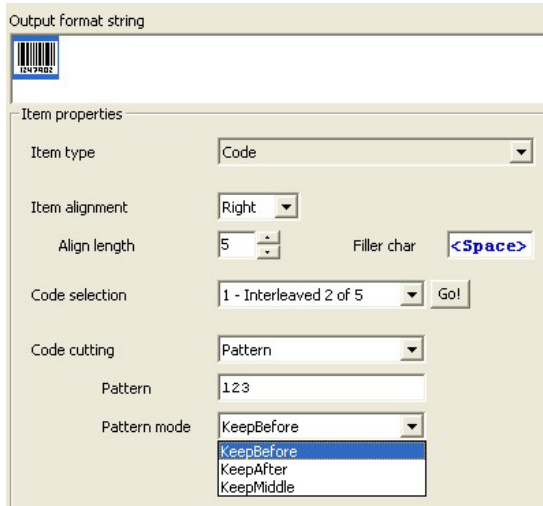 Output format string
1247902
Item properties
Item type Code
Item alignment Right
Align length 5 Filler char <Space>
Code selection 1 - Interleaved 2 of 5 Go!
Code cutting Pattern
Pattern 123
Pattern mode KeepBefore
KeepBefore
KeepAfter
KeepMiddle